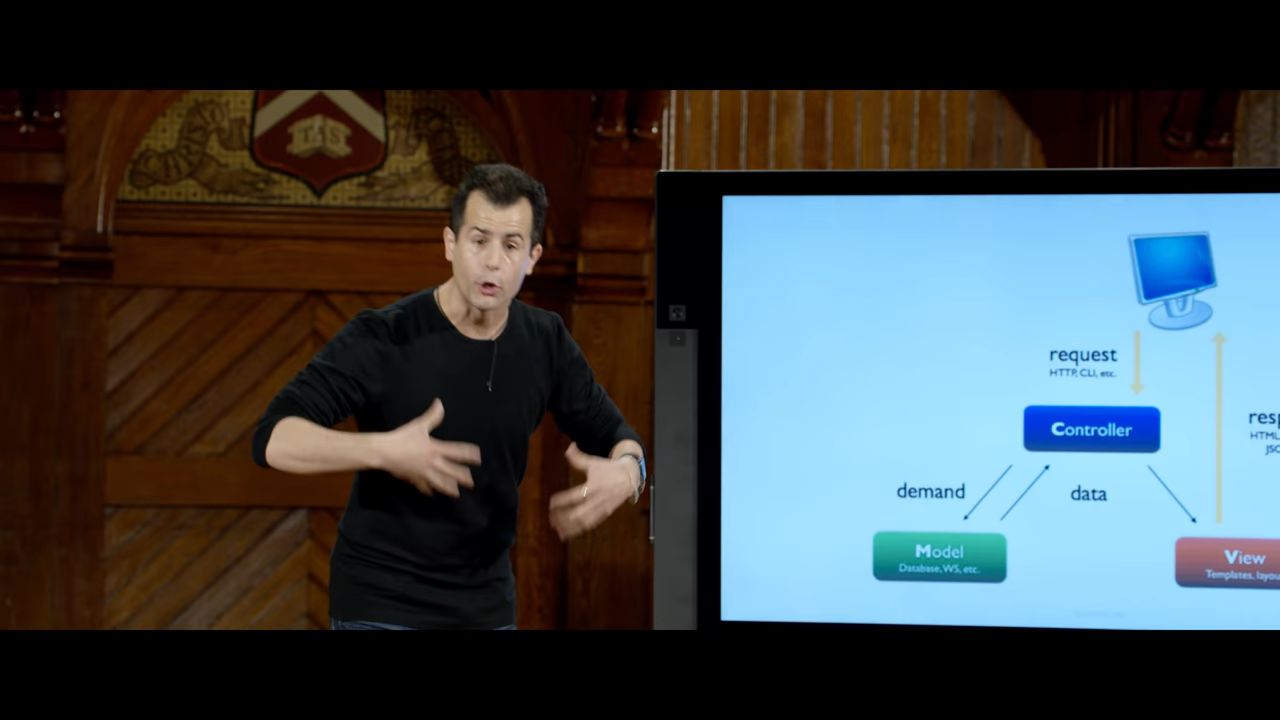 request
HTTP, CLI, etc.
resp
HTML
JSO
Controller
demand
data
Model
Database, WS, etc.
View
Templates, layou